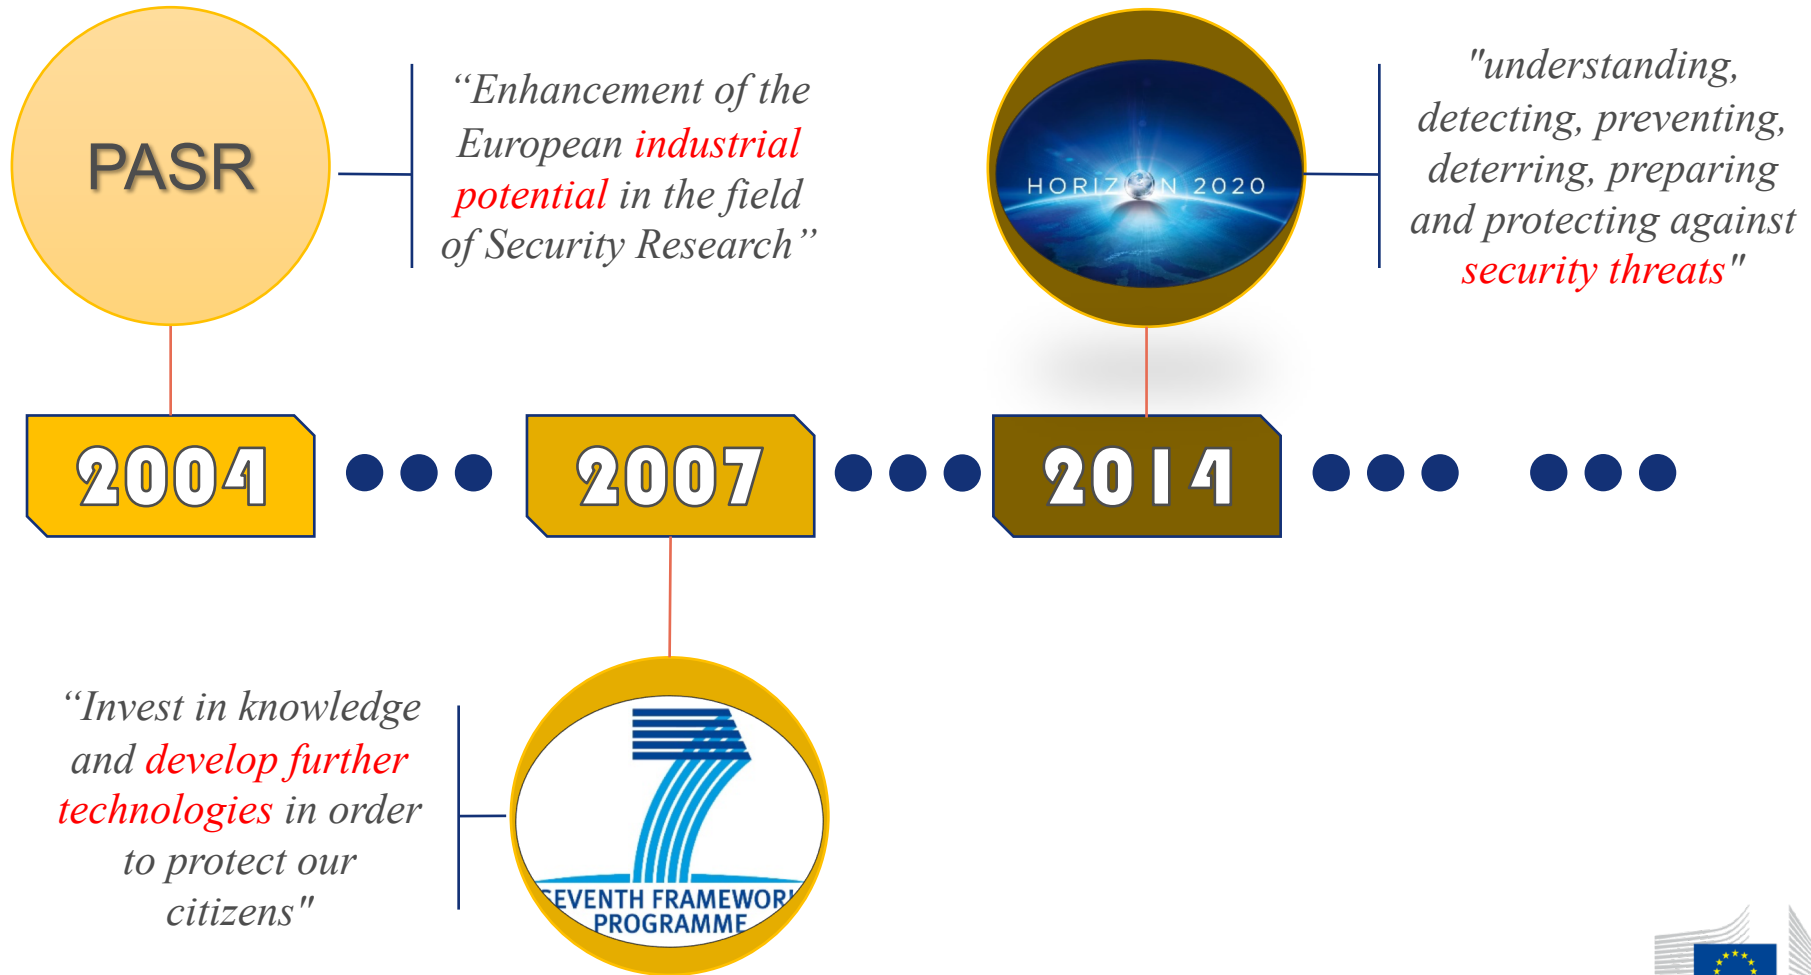 PASR
“Enhancement of the
European industrial
potential in the field
of Security Research”
HORIZON 2020
"understanding,
detecting, preventing,
deterring, preparing
and protecting against
security threats"
2004
2007
2014
“Invest in knowledge
and develop further
technologies in order
to protect our
citizens"
SEVENTH FRAMEWORK
PROGRAMME